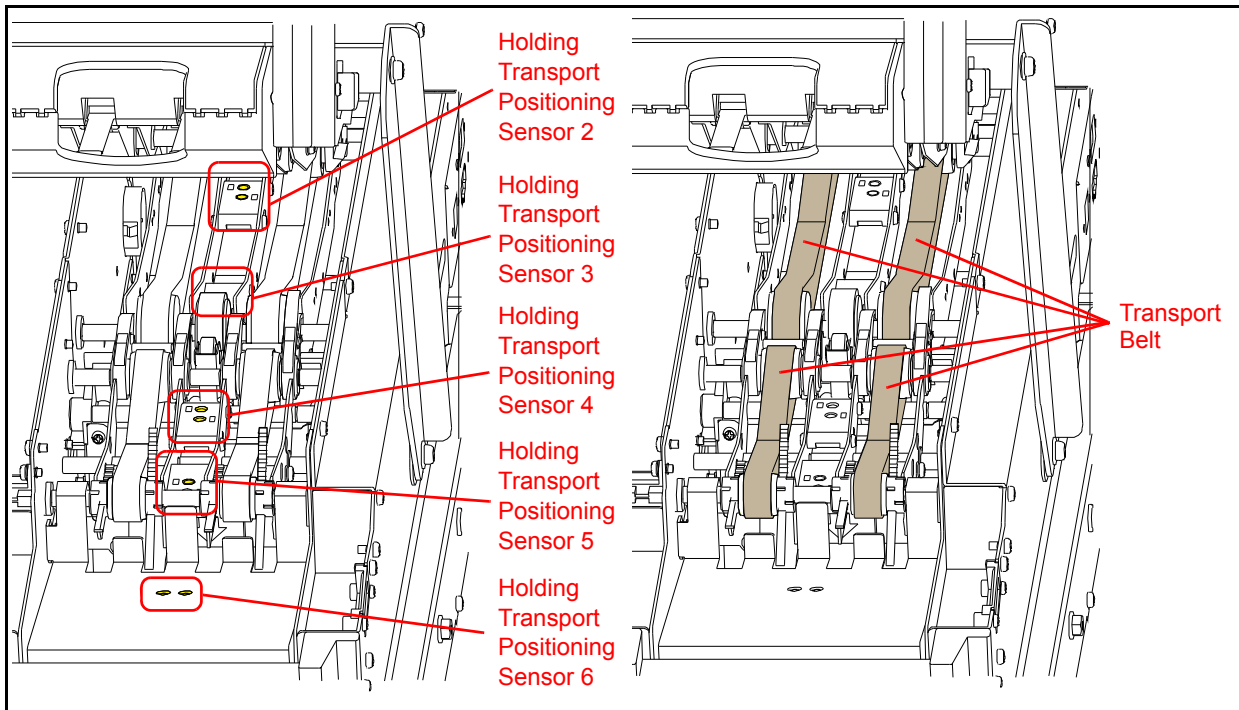 Holding
Transport
Positioning
Sensor 2
Holding
Transport
Positioning
Sensor 3
Holding
Transport
Positioning
Sensor 4
Holding
Transport
Positioning
Sensor 5
Holding
Transport
Positioning
Sensor 6
Transport
Belt